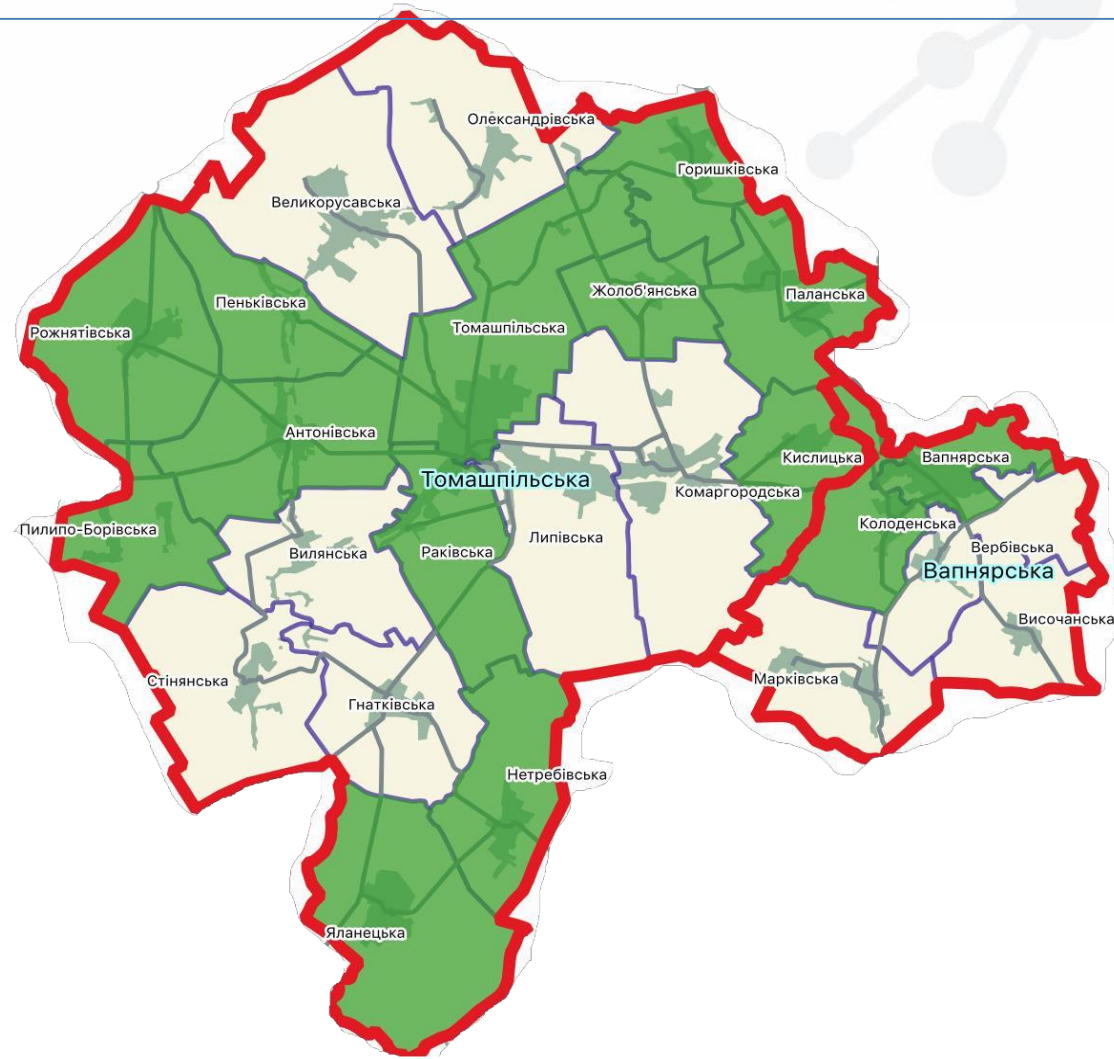 Олександрівська
Горишківська
Великорусавська
Жолоб'янська
Паланська
Пеньківська
Томашпільська
Рожнятівська
Антонівська
Кислицька
Вапнярська
Томашпільська
Комаргородська
Пилипо-Борівська
Колоденська
Вилянська
Раківська
Липівська
Вербівська
Вапнярська
Височанська
Стінянська
Марківська
Гнатківська
Нетребівська
Яланецька